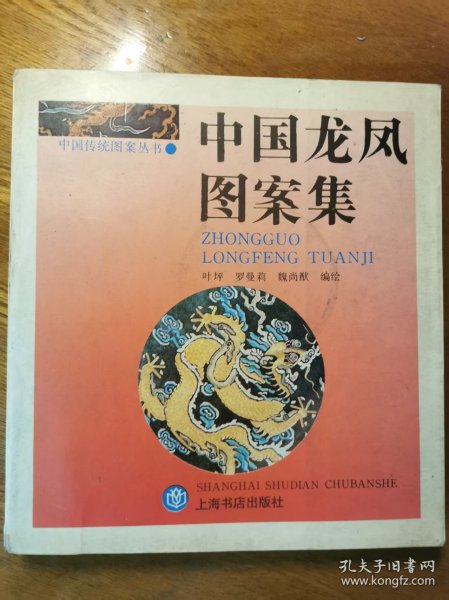 中国传统图案丛书
中国龙凤
图案集
ZHONGGUO
LONGFENG TUANJI
叶坪 罗曼莉 魏尚猷 编绘
SHANGHAI SHUDIAN CHUBANSHE
上海书店出版社
孔夫子旧书网
www.kongfz.com